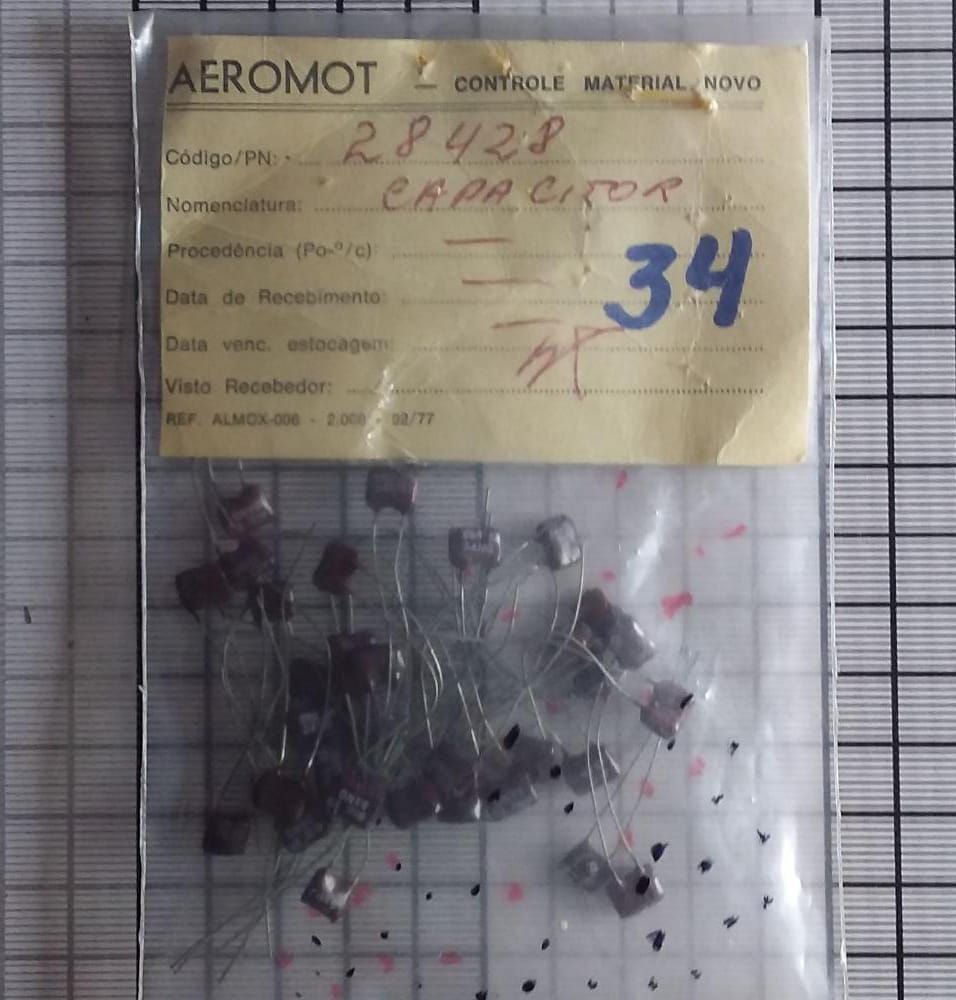 AEROMOT — CONTROLE MATERIAL NOVO
Código/PN: 28428
Nomenclatura: CAPACITOR
Procedência (Po-º/c): —
34
Data de Recebimento: —
Data venc. estocagem: —
Visto Recebedor:
REF. ALMOX-006 - 2.000 - 02/77